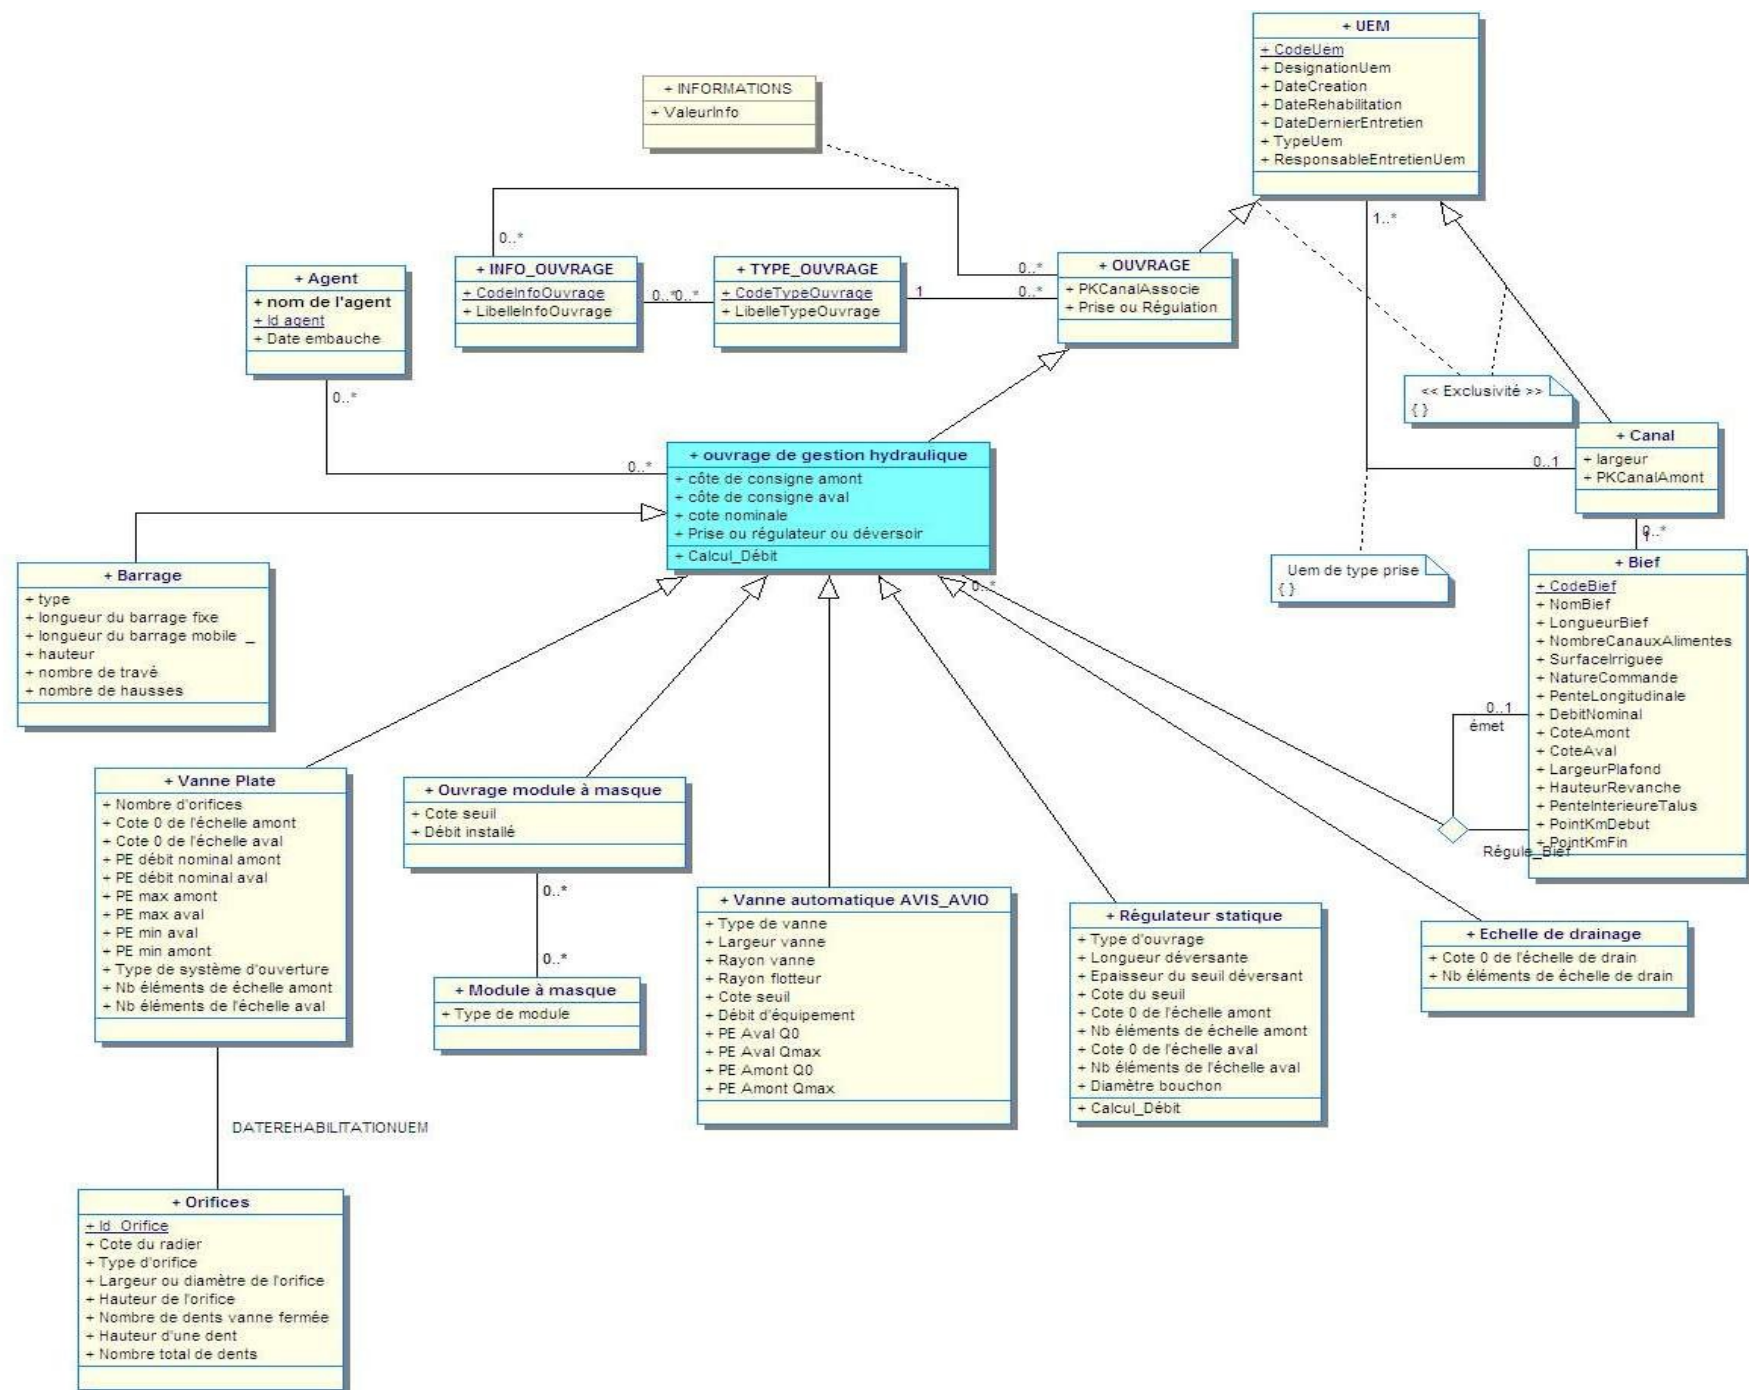 + UEM
+ CodeUem
+ DesignationUem
+ DateCreation
+ DateRehabilitation
+ DateDernierEntretien
+ TypeUem
+ ResponsableEntretienUem
+ INFORMATIONS
+ ValeurInfo
1..*
0..*
+ INFO_OUVRAGE
+ CodeInfoOuvrage
+ LibelleInfoOuvrage
0..*
0..*
+ TYPE_OUVRAGE
+ CodeTypeOuvrage
+ LibelleTypeOuvrage
1
0..*
0..*
+ OUVRAGE
+ PKCanalAssocie
+ Prise ou Régulation
+ Agent
+ nom de l'agent
+ Id agent
+ Date embauche
0..*
0..*
<< Exclusivité >>
{ }
+ Canal
+ largeur
+ PKCanalAmont
0..1
+ ouvrage de gestion hydraulique
+ côte de consigne amont
+ côte de consigne aval
+ cote nominale
+ Prise ou régulateur ou déversoir
+ Calcul_Débit
0..*
Uem de type prise
{ }
0..*
1
+ Bief
+ CodeBief
+ NomBief
+ LongueurBief
+ NombreCanauxAlimentes
+ SurfaceIrriguee
+ NatureCommande
+ PenteLongitudinale
+ DebitNominal
+ CoteAmont
+ CoteAval
+ LargeurPlafond
+ HauteurRevanche
+ PenteInterieureTalus
+ PointKmDebut
+ PointKmFin
0..1
émet
Régule_Bief
+ Barrage
+ type
+ longueur du barrage fixe
+ longueur du barrage mobile _
+ hauteur
+ nombre de travé
+ nombre de hausses
+ Vanne Plate
+ Nombre d'orifices
+ Cote 0 de l'échelle amont
+ Cote 0 de l'échelle aval
+ PE débit nominal amont
+ PE débit nominal aval
+ PE max amont
+ PE max aval
+ PE min aval
+ PE min amont
+ Type de système d'ouverture
+ Nb éléments de échelle amont
+ Nb éléments de l'échelle aval
+ Ouvrage module à masque
+ Cote seuil
+ Débit installé
0..*
0..*
+ Module à masque
+ Type de module
+ Vanne automatique AVIS_AVIO
+ Type de vanne
+ Largeur vanne
+ Rayon vanne
+ Rayon flotteur
+ Cote seuil
+ Débit d'équipement
+ PE Aval Q0
+ PE Aval Qmax
+ PE Amont Q0
+ PE Amont Qmax
+ Régulateur statique
+ Type d'ouvrage
+ Longueur déversante
+ Epaisseur du seuil déversant
+ Cote du seuil
+ Cote 0 de l'échelle amont
+ Nb éléments de échelle amont
+ Cote 0 de l'échelle aval
+ Nb éléments de l'échelle aval
+ Diamètre bouchon
+ Calcul_Débit
+ Echelle de drainage
+ Cote 0 de l'échelle de drain
+ Nb éléments de échelle de drain
DATEREHABILITATIONUEM
+ Orifices
+ Id_Orifice
+ Cote du radier
+ Type d'orifice
+ Largeur ou diamètre de l'orifice
+ Hauteur de l'orifice
+ Nombre de dents vanne fermée
+ Hauteur d'une dent
+ Nombre total de dents